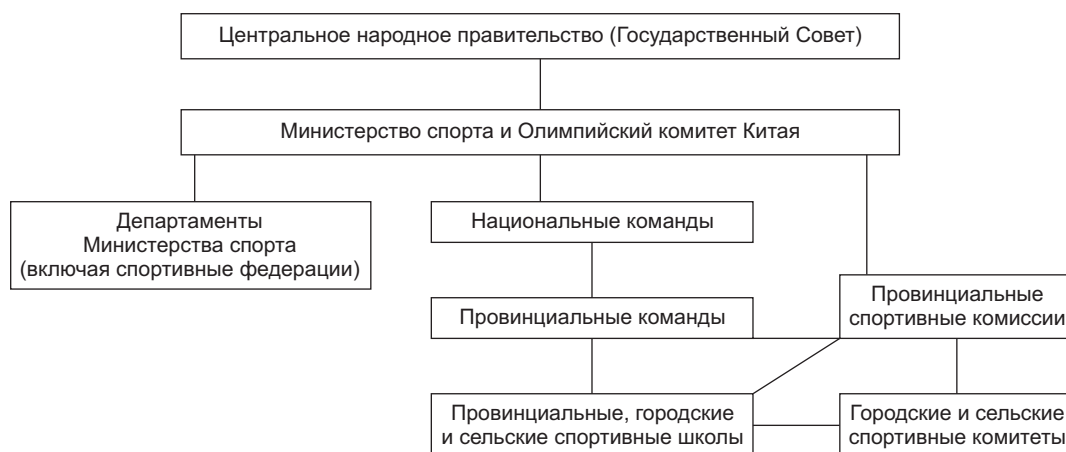 Центральное народное правительство (Государственный Совет)
Министерство спорта и Олимпийский комитет Китая
Департаменты
Министерства спорта
(включая спортивные федерации)
Национальные команды
Провинциальные команды
Провинциальные
спортивные комиссии
Провинциальные, городские
и сельские спортивные школы
Городские и сельские
спортивные комитеты